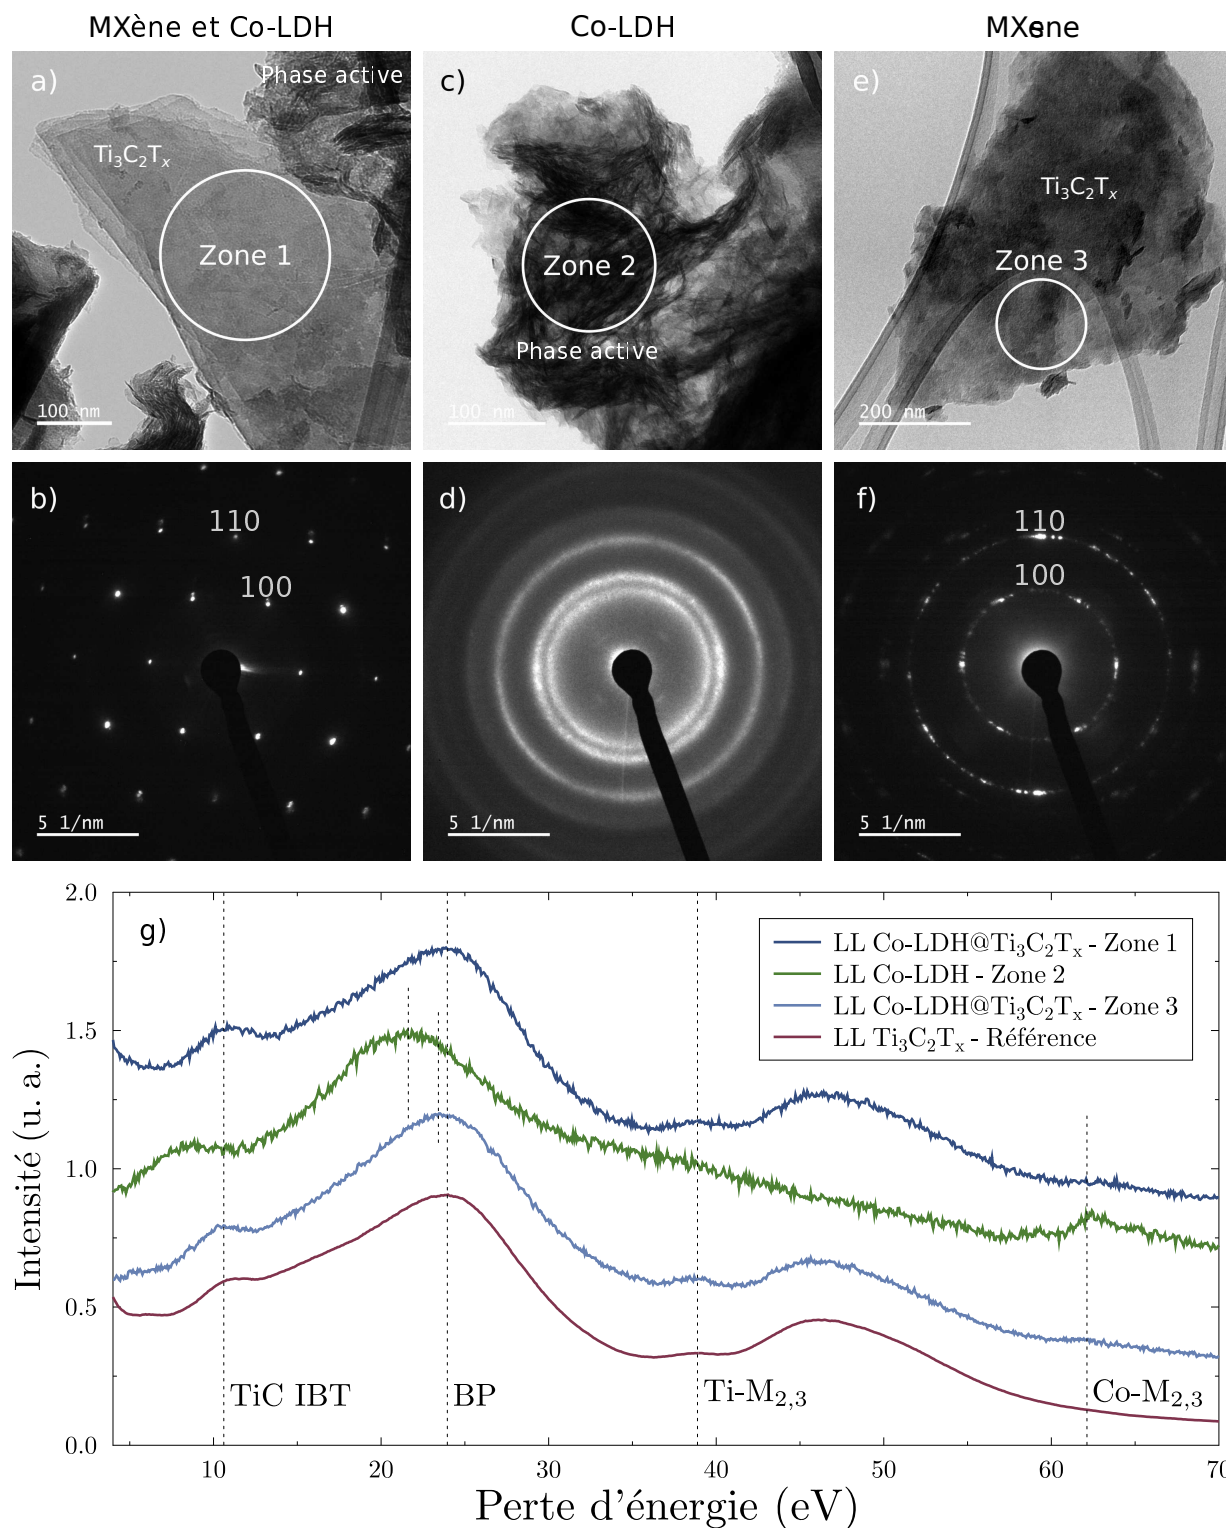 MXène et Co-LDH
Co-LDH
MXene
a)
Phase active
Ti₃C₂Tₓ
Zone 1
100 nm
c)
Zone 2
Phase active
100 nm
e)
Ti₃C₂Tₓ
Zone 3
200 nm
b)
110
100
5 1/nm
d)
5 1/nm
f)
110
100
5 1/nm
g)
LL Co-LDH@Ti₃C₂Tₓ - Zone 1
LL Co-LDH - Zone 2
LL Co-LDH@Ti₃C₂Tₓ - Zone 3
LL Ti₃C₂Tₓ - Référence
2.0
1.5
1.0
0.5
0.0
Intensité (u. a.)
TiC IBT
BP
Ti-M₂,₃
Co-M₂,₃
10 20 30 40 50 60 70
Perte d'énergie (eV)